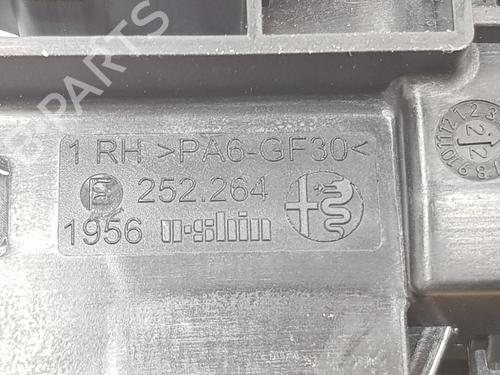 1 RH >PA6-GF30<
252.264
1956 u-shin
B-PARTS